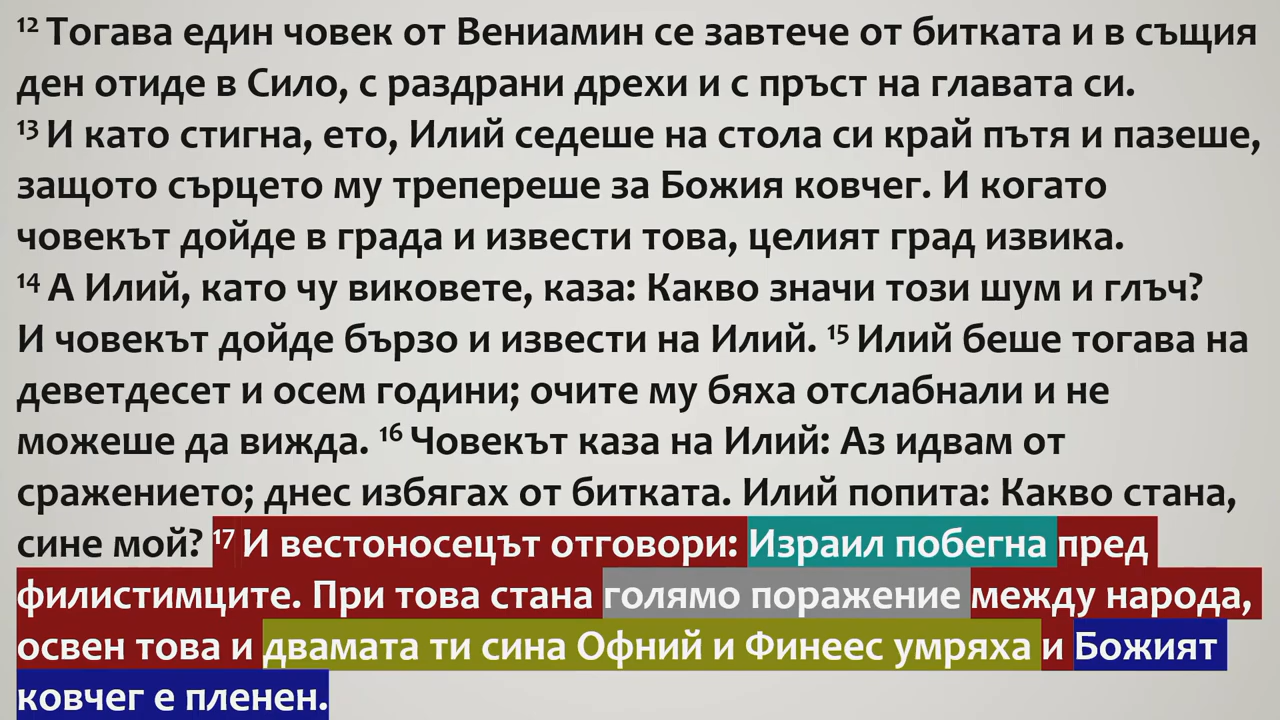 ¹² Тогава един човек от Вениамин се завтече от битката и в същия
ден отиде в Сило, с раздрани дрехи и с пръст на главата си.
¹³ И като стигна, ето, Илий седеше на стола си край пътя и пазеше,
защото сърцето му трепереше за Божия ковчег. И когато
човекът дойде в града и извести това, целият град извика.
¹⁴ А Илий, като чу виковете, каза: Какво значи този шум и глъч?
И човекът дойде бързо и извести на Илий. ¹⁵ Илий беше тогава на
деветдесет и осем години; очите му бяха отслабнали и не
можеше да вижда. ¹⁶ Човекът каза на Илий: Аз идвам от
сражението; днес избягах от битката. Илий попита: Какво стана,
сине мой? ¹⁷ И вестоносецът отговори: Израил побегна пред
филистимците. При това стана голямо поражение между народа,
освен това и двамата ти сина Офний и Финеес умряха и Божият
ковчег е пленен.